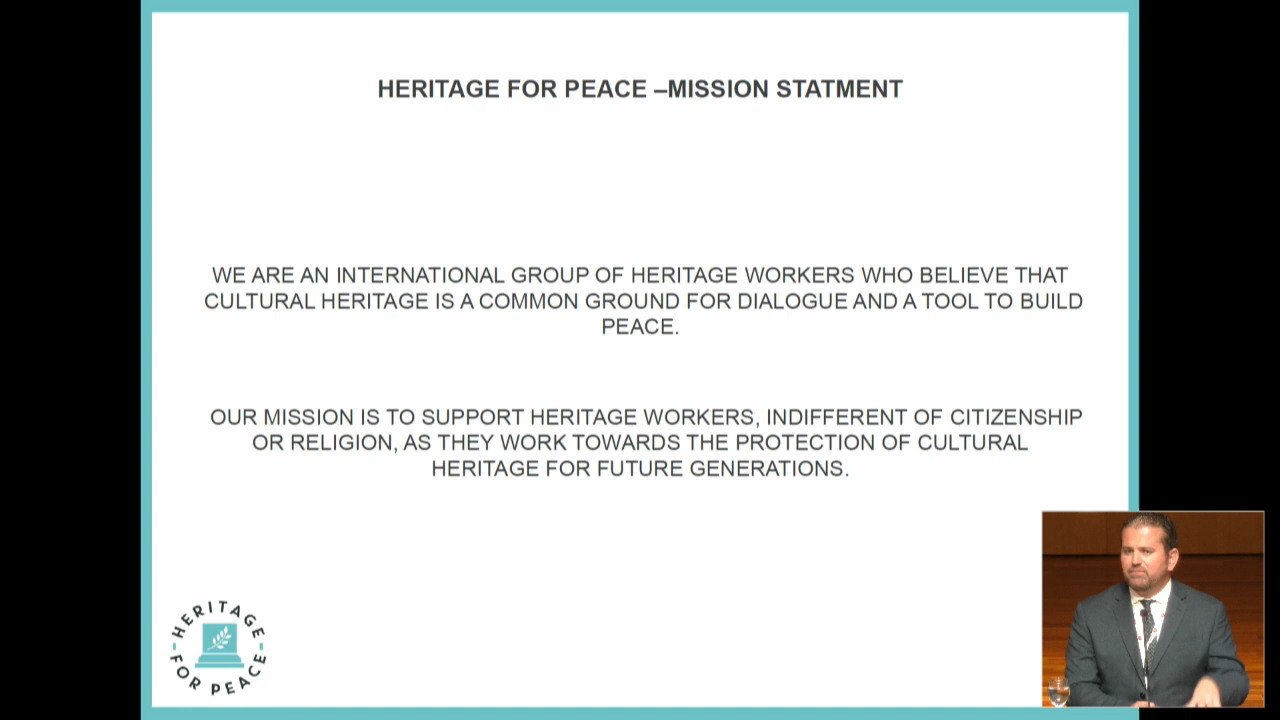 HERITAGE FOR PEACE –MISSION STATMENT
WE ARE AN INTERNATIONAL GROUP OF HERITAGE WORKERS WHO BELIEVE THAT
CULTURAL HERITAGE IS A COMMON GROUND FOR DIALOGUE AND A TOOL TO BUILD
PEACE.
OUR MISSION IS TO SUPPORT HERITAGE WORKERS, INDIFFERENT OF CITIZENSHIP
OR RELIGION, AS THEY WORK TOWARDS THE PROTECTION OF CULTURAL
HERITAGE FOR FUTURE GENERATIONS.
HERITAGE
FOR PEACE